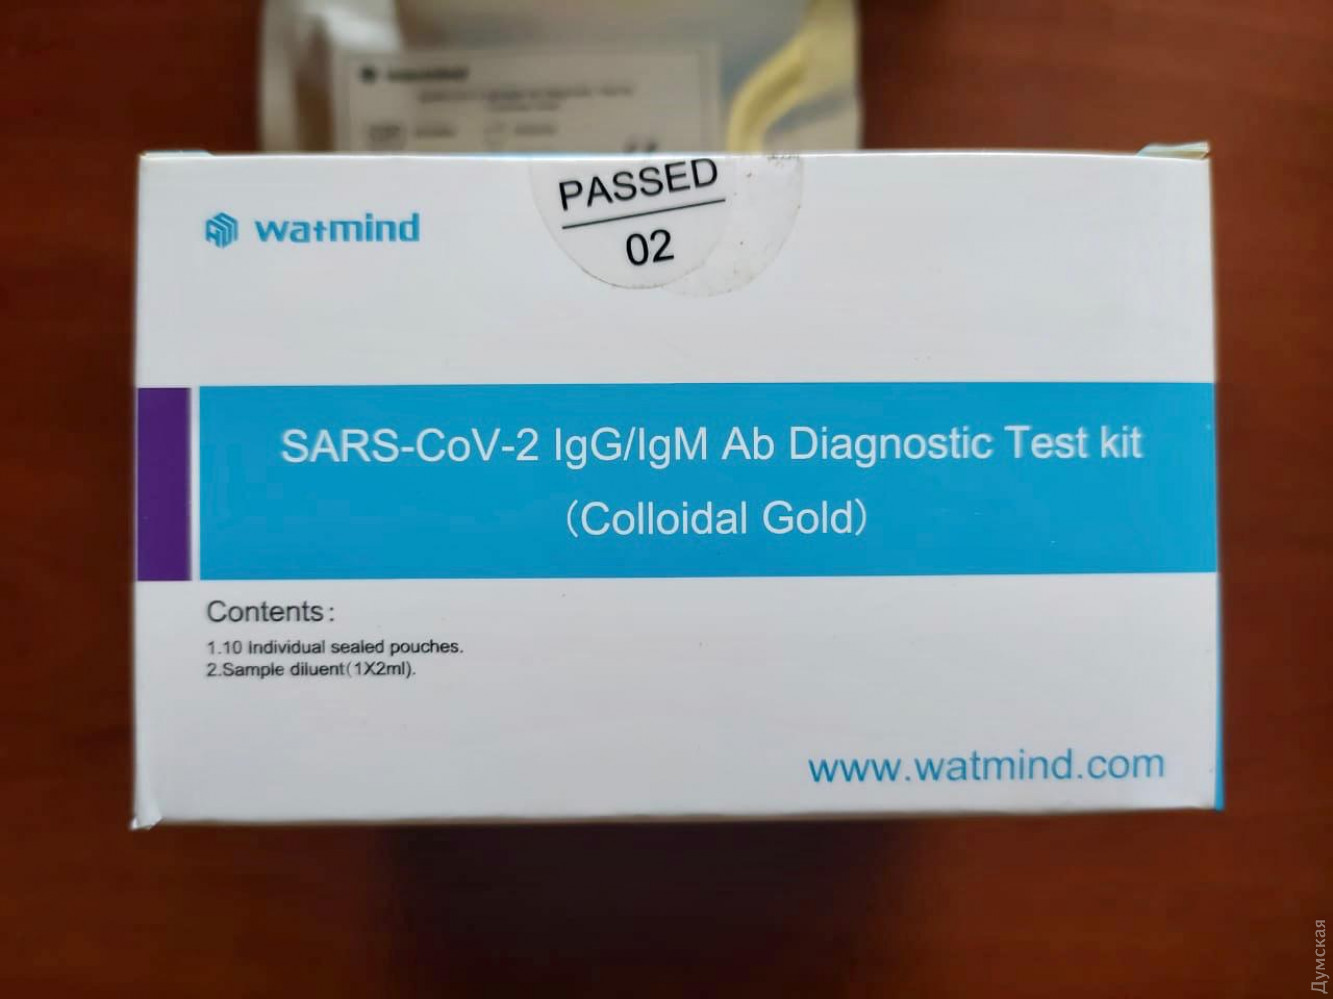 PASSED
02
watmind
SARS-CoV-2 IgG/IgM Ab Diagnostic Test kit
(Colloidal Gold)
Contents:
1.10 Individual sealed pouches.
2.Sample diluent(1X2ml).
www.watmind.com
Думская